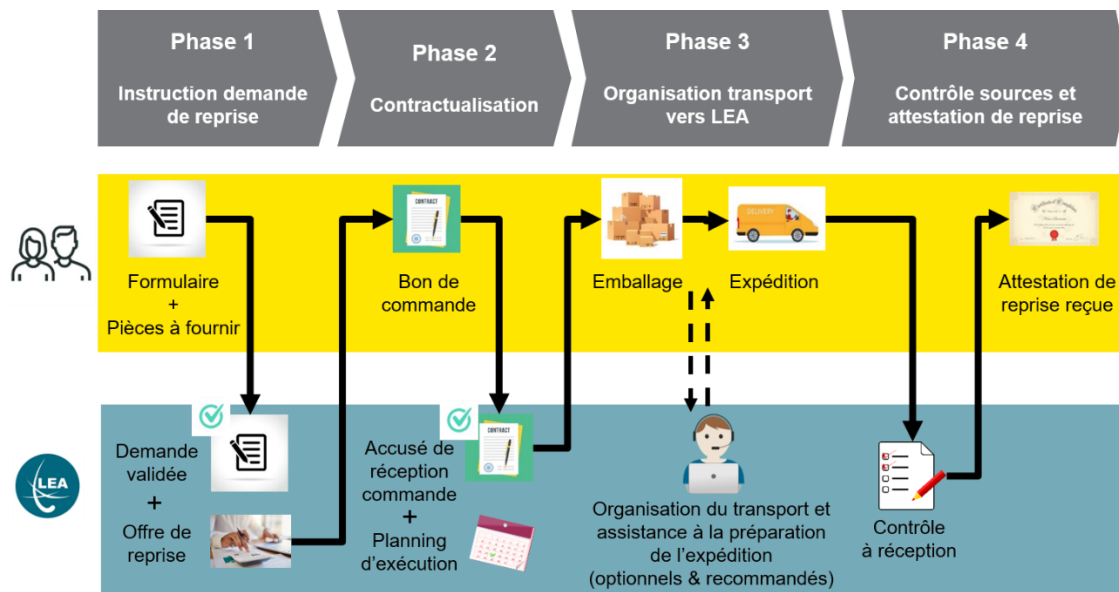 Phase 1
Instruction demande
de reprise
Phase 2
Contractualisation
Phase 3
Organisation transport
vers LEA
Phase 4
Contrôle sources et
attestation de reprise
Formulaire
+
Pièces à fournir
CONTRACT
Bon de
commande
Emballage
DELIVERY
Expédition
Attestation de
reprise reçue
LEA
Demande
validée
+
Offre de
reprise
CONTRACT
Accusé de
réception
commande
+
Planning
d’exécution
Organisation du transport et
assistance à la préparation
de l’expédition
(optionnels & recommandés)
Contrôle
à réception